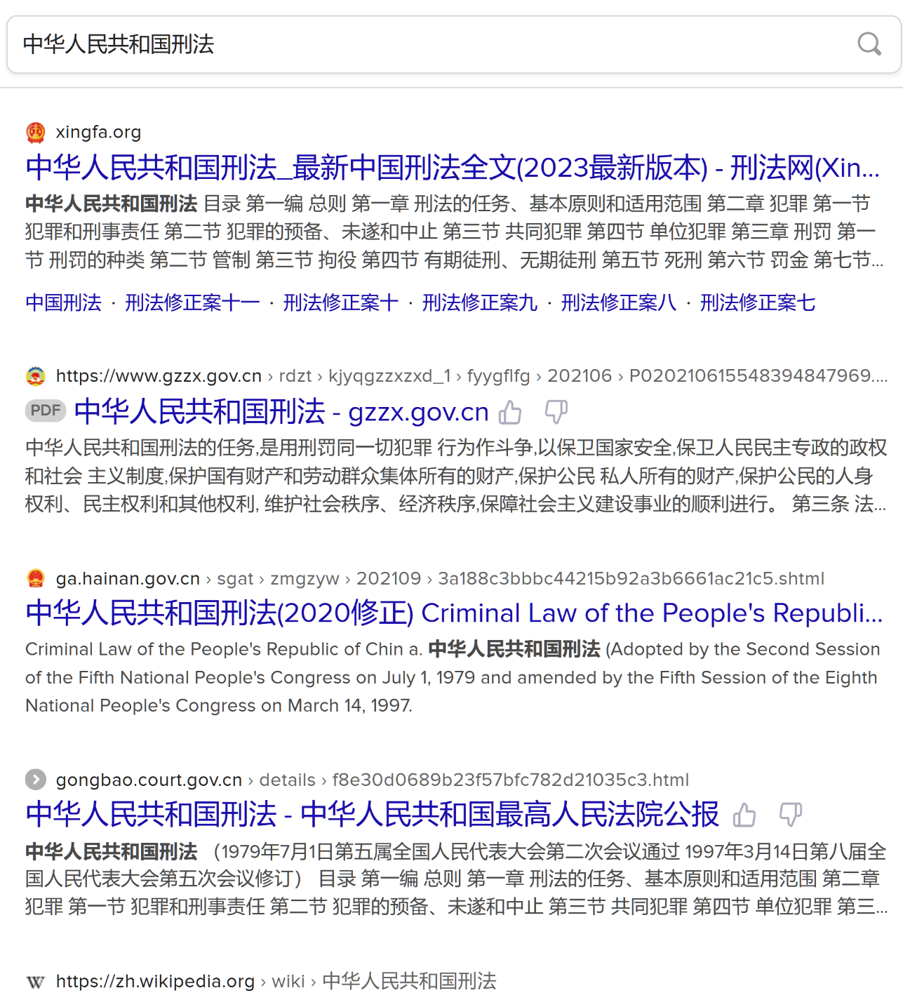 中华人民共和国刑法
xingfa.org
中华人民共和国刑法_最新中国刑法全文(2023最新版本) - 刑法网(Xin...
中华人民共和国刑法 目录 第一编 总则 第一章 刑法的任务、基本原则和适用范围 第二章 犯罪 第一节
犯罪和刑事责任 第二节 犯罪的预备、未遂和中止 第三节 共同犯罪 第四节 单位犯罪 第三章 刑罚 第一
节 刑罚的种类 第二节 管制 第三节 拘役 第四节 有期徒刑、无期徒刑 第五节 死刑 第六节 罚金 第七节...
中国刑法 · 刑法修正案十一 · 刑法修正案十 · 刑法修正案九 · 刑法修正案八 · 刑法修正案七
https://www.gzzx.gov.cn › rdzt › kjyqgzzxzxd_1 › fyygflfg › 202106 › P020210615548394847969....
PDF 中华人民共和国刑法 - gzzx.gov.cn
中华人民共和国刑法的任务,是用刑罚同一切犯罪 行为作斗争,以保卫国家安全,保卫人民民主专政的政权
和社会 主义制度,保护国有财产和劳动群众集体所有的财产,保护公民 私人所有的财产,保护公民的人身
权利、民主权利和其他权利, 维护社会秩序、经济秩序,保障社会主义建设事业的顺利进行。 第三条 法...
ga.hainan.gov.cn › sgat › zmgzyw › 202109 › 3a188c3bbbc44215b92a3b6661ac21c5.shtml
中华人民共和国刑法(2020修正) Criminal Law of the People's Republi...
Criminal Law of the People's Republic of Chin a. 中华人民共和国刑法 (Adopted by the Second Session
of the Fifth National People's Congress on July 1, 1979 and amended by the Fifth Session of the Eighth
National People's Congress on March 14, 1997.
gongbao.court.gov.cn › details › f8e30d0689b23f57bfc782d21035c3.html
中华人民共和国刑法 - 中华人民共和国最高人民法院公报
中华人民共和国刑法 （1979年7月1日第五属全国人民代表大会第二次会议通过 1997年3月14日第八届全
国人民代表大会第五次会议修订） 目录 第一编 总则 第一章 刑法的任务、基本原则和适用范围 第二章
犯罪 第一节 犯罪和刑事责任 第二节 犯罪的预备、未遂和中止 第三节 共同犯罪 第四节 单位犯罪 第三...
https://zh.wikipedia.org › wiki › 中华人民共和国刑法